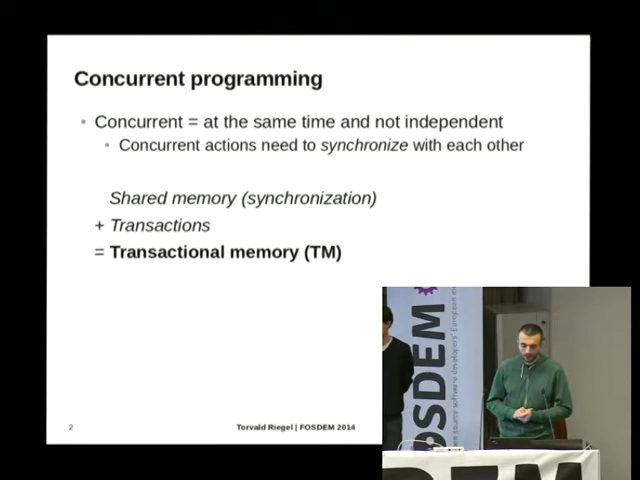 Concurrent programming
• Concurrent = at the same time and not independent
• Concurrent actions need to synchronize with each other
Shared memory (synchronization)
+ Transactions
= Transactional memory (TM)
2
Torvald Riegel | FOSDEM 2014
OSDEM